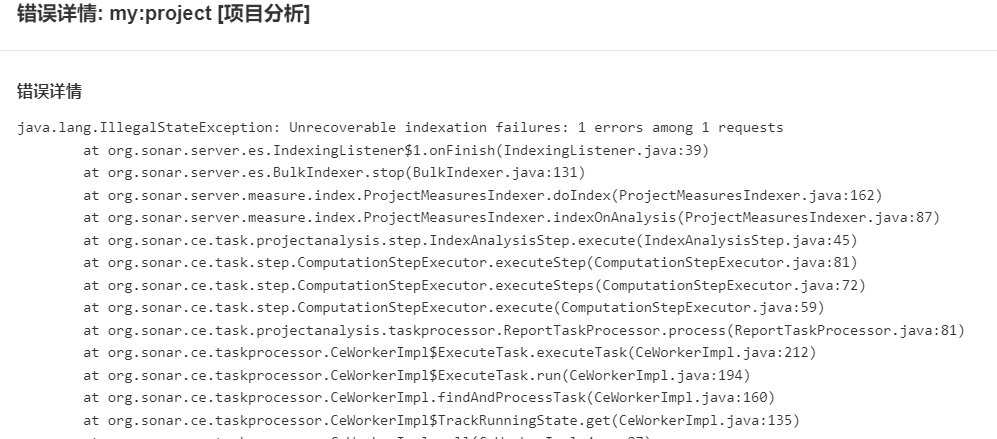 错误详情: my:project [项目分析]
错误详情
java.lang.IllegalStateException: Unrecoverable indexation failures: 1 errors among 1 requests
at org.sonar.server.es.IndexingListener$1.onFinish(IndexingListener.java:39)
at org.sonar.server.es.BulkIndexer.stop(BulkIndexer.java:131)
at org.sonar.server.measure.index.ProjectMeasuresIndexer.doIndex(ProjectMeasuresIndexer.java:162)
at org.sonar.server.measure.index.ProjectMeasuresIndexer.indexOnAnalysis(ProjectMeasuresIndexer.java:87)
at org.sonar.ce.task.projectanalysis.step.IndexAnalysisStep.execute(IndexAnalysisStep.java:45)
at org.sonar.ce.task.step.ComputationStepExecutor.executeStep(ComputationStepExecutor.java:81)
at org.sonar.ce.task.step.ComputationStepExecutor.executeSteps(ComputationStepExecutor.java:72)
at org.sonar.ce.task.step.ComputationStepExecutor.execute(ComputationStepExecutor.java:59)
at org.sonar.ce.task.projectanalysis.taskprocessor.ReportTaskProcessor.process(ReportTaskProcessor.java:81)
at org.sonar.ce.taskprocessor.CeWorkerImpl$ExecuteTask.executeTask(CeWorkerImpl.java:212)
at org.sonar.ce.taskprocessor.CeWorkerImpl$ExecuteTask.run(CeWorkerImpl.java:194)
at org.sonar.ce.taskprocessor.CeWorkerImpl.findAndProcessTask(CeWorkerImpl.java:160)
at org.sonar.ce.taskprocessor.CeWorkerImpl$TrackRunningState.get(CeWorkerImpl.java:135)